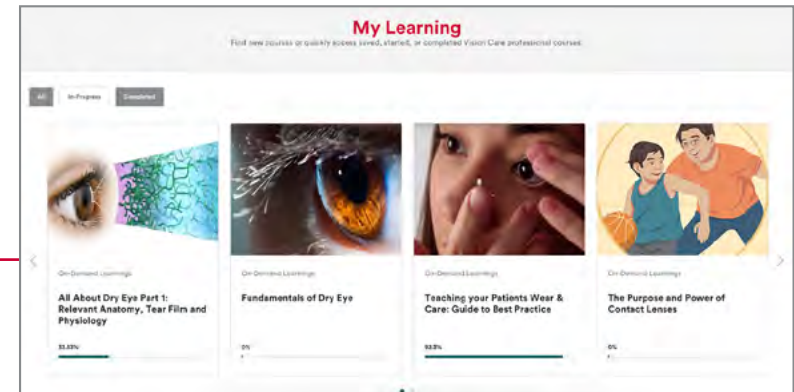 My Learning
Find new courses or quickly access saved, started, or completed Vision Care professional courses.
All
In-Progress
Completed
On-Demand Learnings
All About Dry Eye Part 1:
Relevant Anatomy, Tear Film and
Physiology
33.33%
On-Demand Learnings
Fundamentals of Dry Eye
0%
On-Demand Learnings
Teaching your Patients Wear &
Care: Guide to Best Practice
On-Demand Learnings
The Purpose and Power of
Contact Lenses
0%